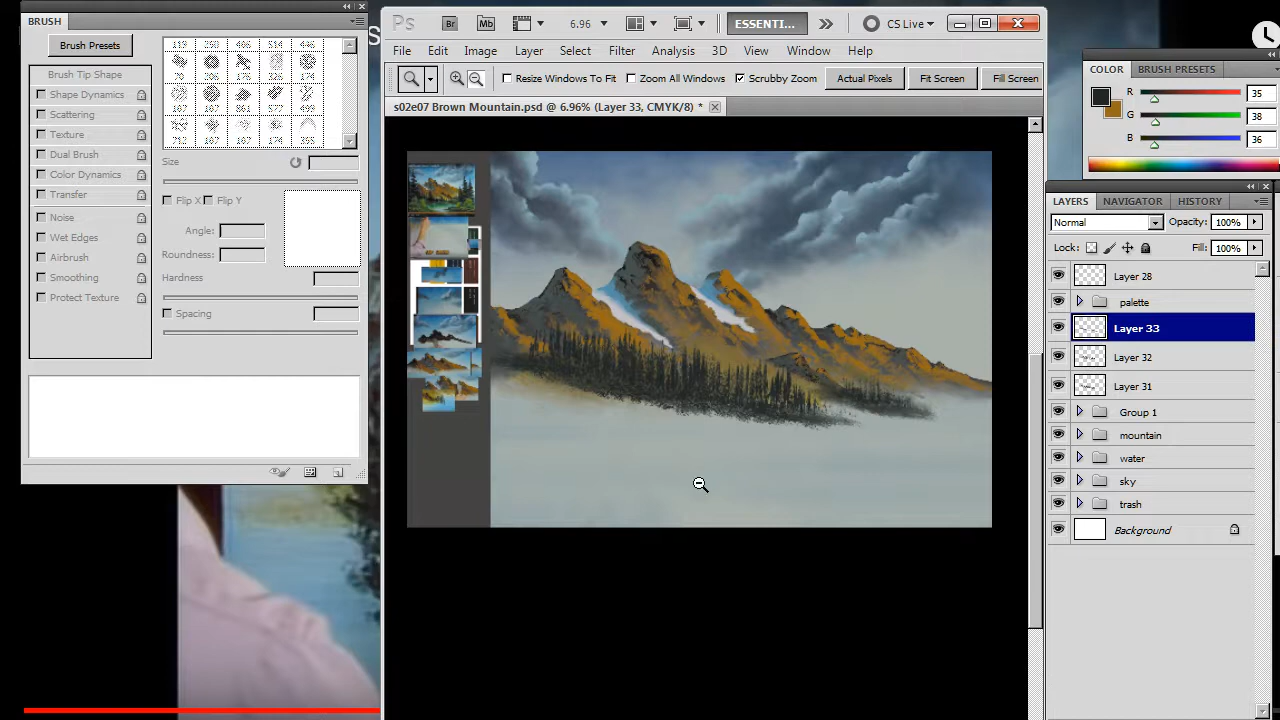 BRUSH
Brush Presets
Brush Tip Shape
Shape Dynamics
Scattering
Texture
Dual Brush
Color Dynamics
Transfer
Noise
Wet Edges
Airbrush
Smoothing
Protect Texture
Size
Flip X
Flip Y
Angle:
Roundness:
Hardness
Spacing
Ps
Br
Mb
6.96
ESSENTI...
CS Live
File Edit Image Layer Select Filter Analysis 3D View Window Help
Resize Windows To Fit
Zoom All Windows
Scrubby Zoom
Actual Pixels
Fit Screen
Fill Screen
s02e07 Brown Mountain.psd @ 6.96% (Layer 33, CMYK/8) *
COLOR
BRUSH PRESETS
R 35
G 38
B 36
LAYERS
NAVIGATOR
HISTORY
Normal
Opacity: 100%
Lock:
Fill: 100%
Layer 28
palette
Layer 33
Layer 32
Layer 31
Group 1
mountain
water
sky
trash
Background